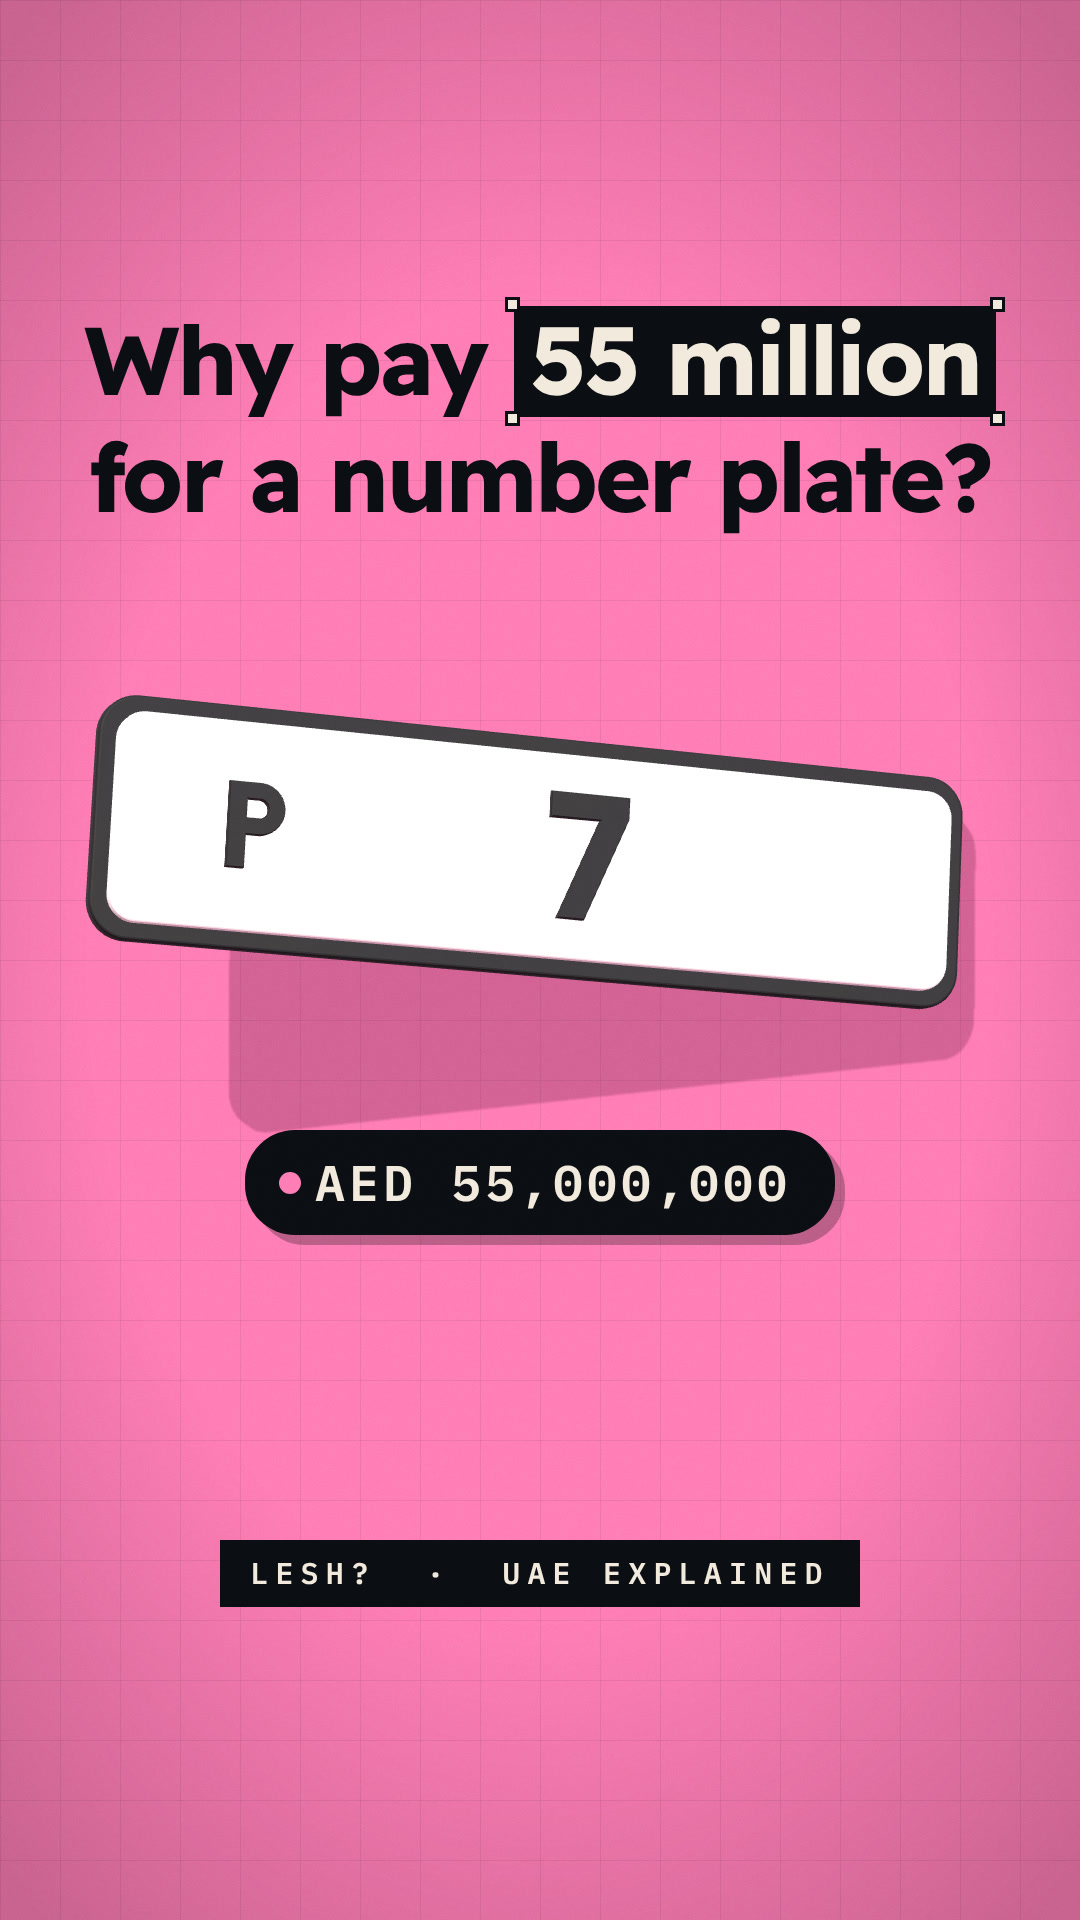 Why pay 55 million
for a number plate?
P 7
AED 55,000,000
LESH? · UAE EXPLAINED